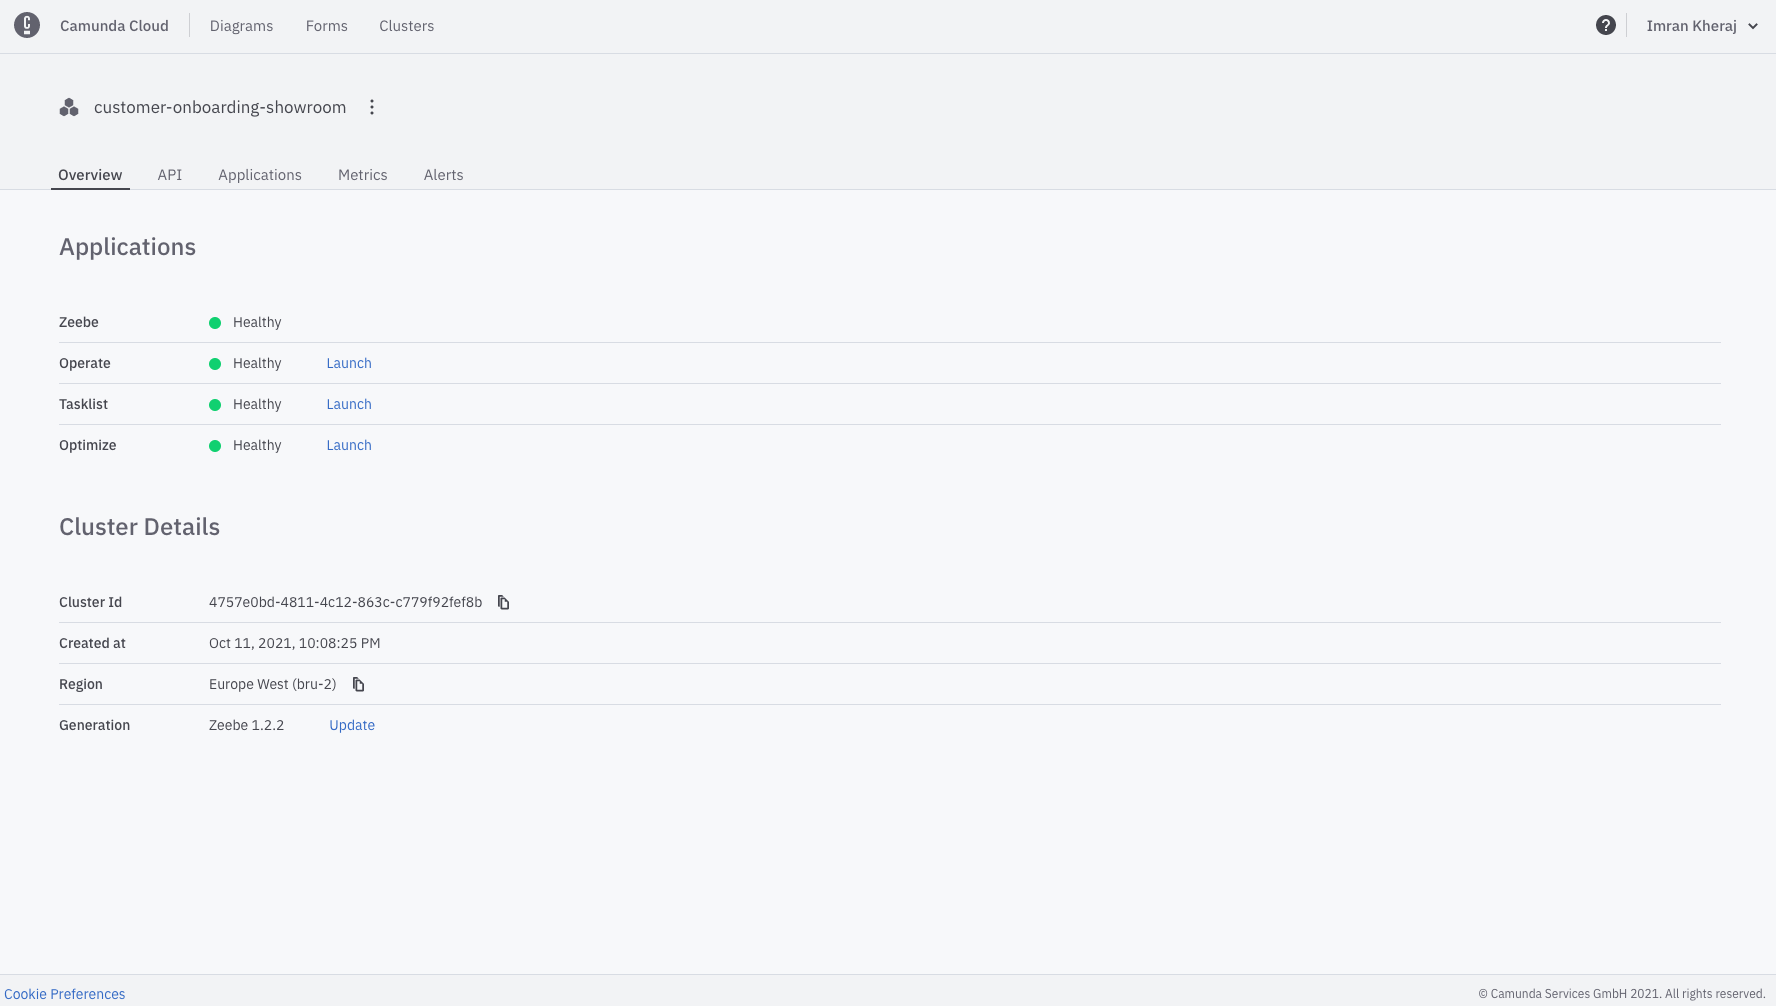 Camunda Cloud Diagrams Forms Clusters Imran Kheraj
customer-onboarding-showroom
Overview API Applications Metrics Alerts
Applications
Zeebe Healthy
Operate Healthy Launch
Tasklist Healthy Launch
Optimize Healthy Launch
Cluster Details
Cluster Id 4757e0bd-4811-4c12-863c-c779f92fef8b
Created at Oct 11, 2021, 10:08:25 PM
Region Europe West (bru-2)
Generation Zeebe 1.2.2 Update
Cookie Preferences © Camunda Services GmbH 2021. All rights reserved.